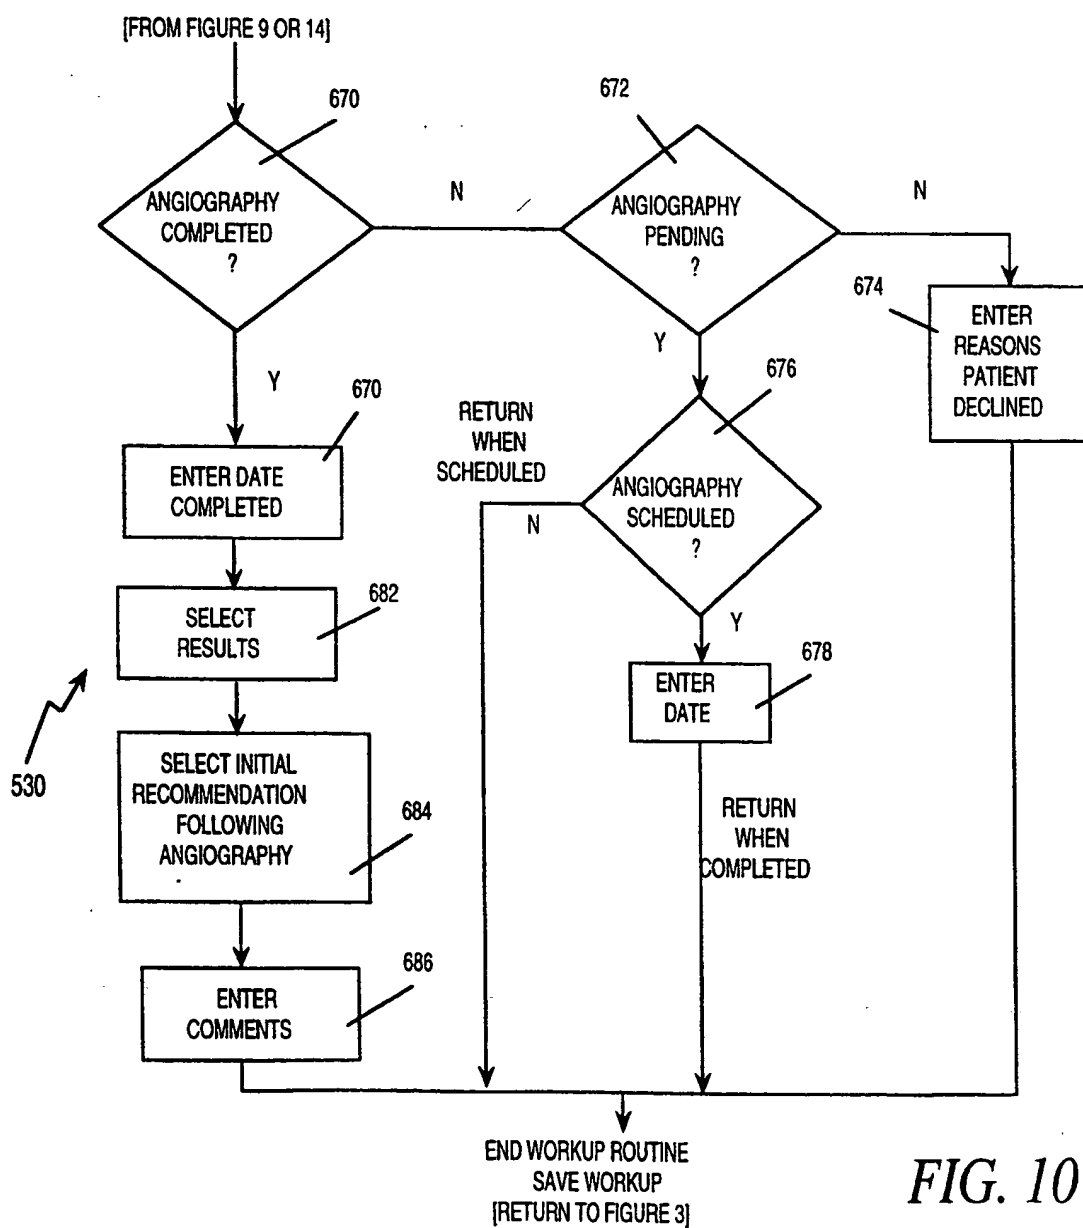 [FROM FIGURE 9 OR 14]
670
ANGIOGRAPHY
COMPLETED
?
N
672
ANGIOGRAPHY
PENDING
?
N
674
ENTER
REASONS
PATIENT
DECLINED
Y
670
ENTER DATE
COMPLETED
Y
676
RETURN
WHEN
SCHEDULED
N
ANGIOGRAPHY
SCHEDULED
?
682
SELECT
RESULTS
Y
678
ENTER
DATE
530
SELECT INITIAL
RECOMMENDATION
FOLLOWING
ANGIOGRAPHY
684
RETURN
WHEN
COMPLETED
686
ENTER
COMMENTS
END WORKUP ROUTINE
SAVE WORKUP
[RETURN TO FIGURE 3]
FIG. 10